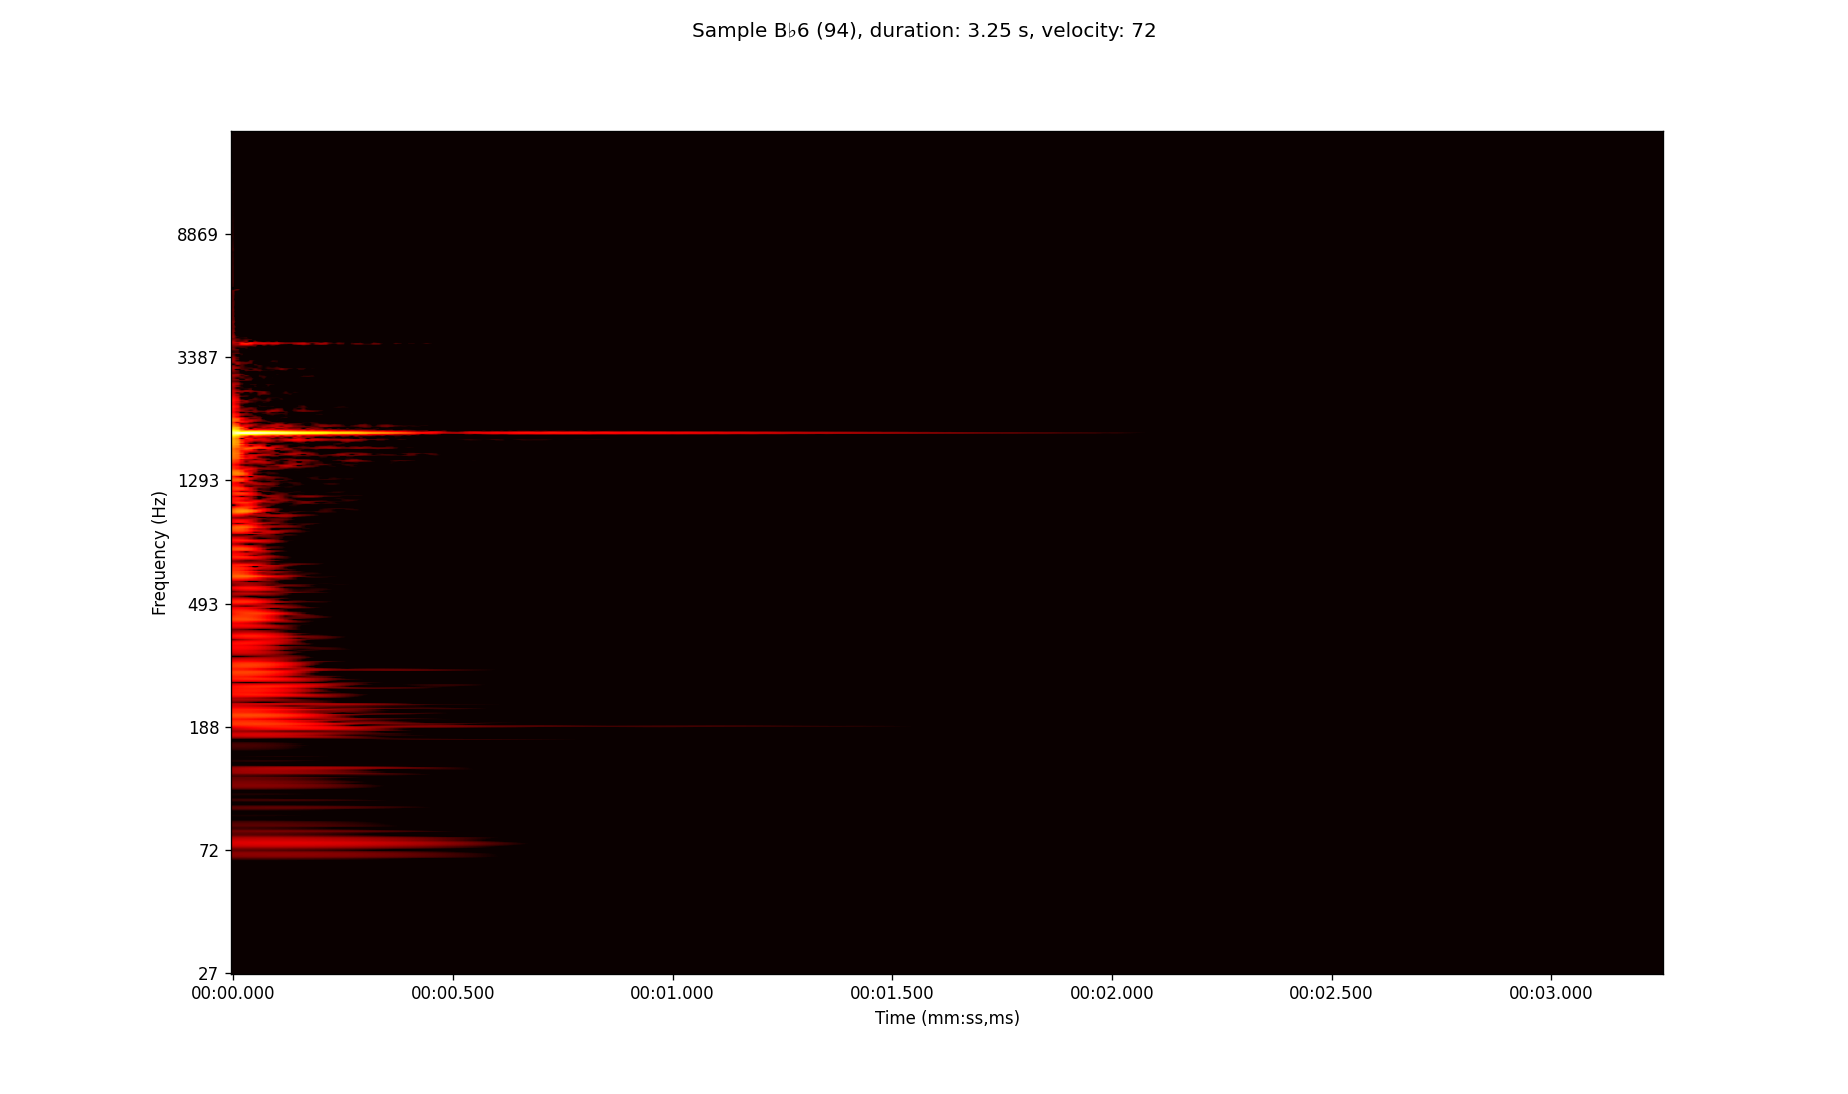 Sample B♭6 (94), duration: 3.25 s, velocity: 72
8869
3387
1293
493
188
72
27
Frequency (Hz)
00:00.000 00:00.500 00:01.000 00:01.500 00:02.000 00:02.500 00:03.000
Time (mm:ss,ms)